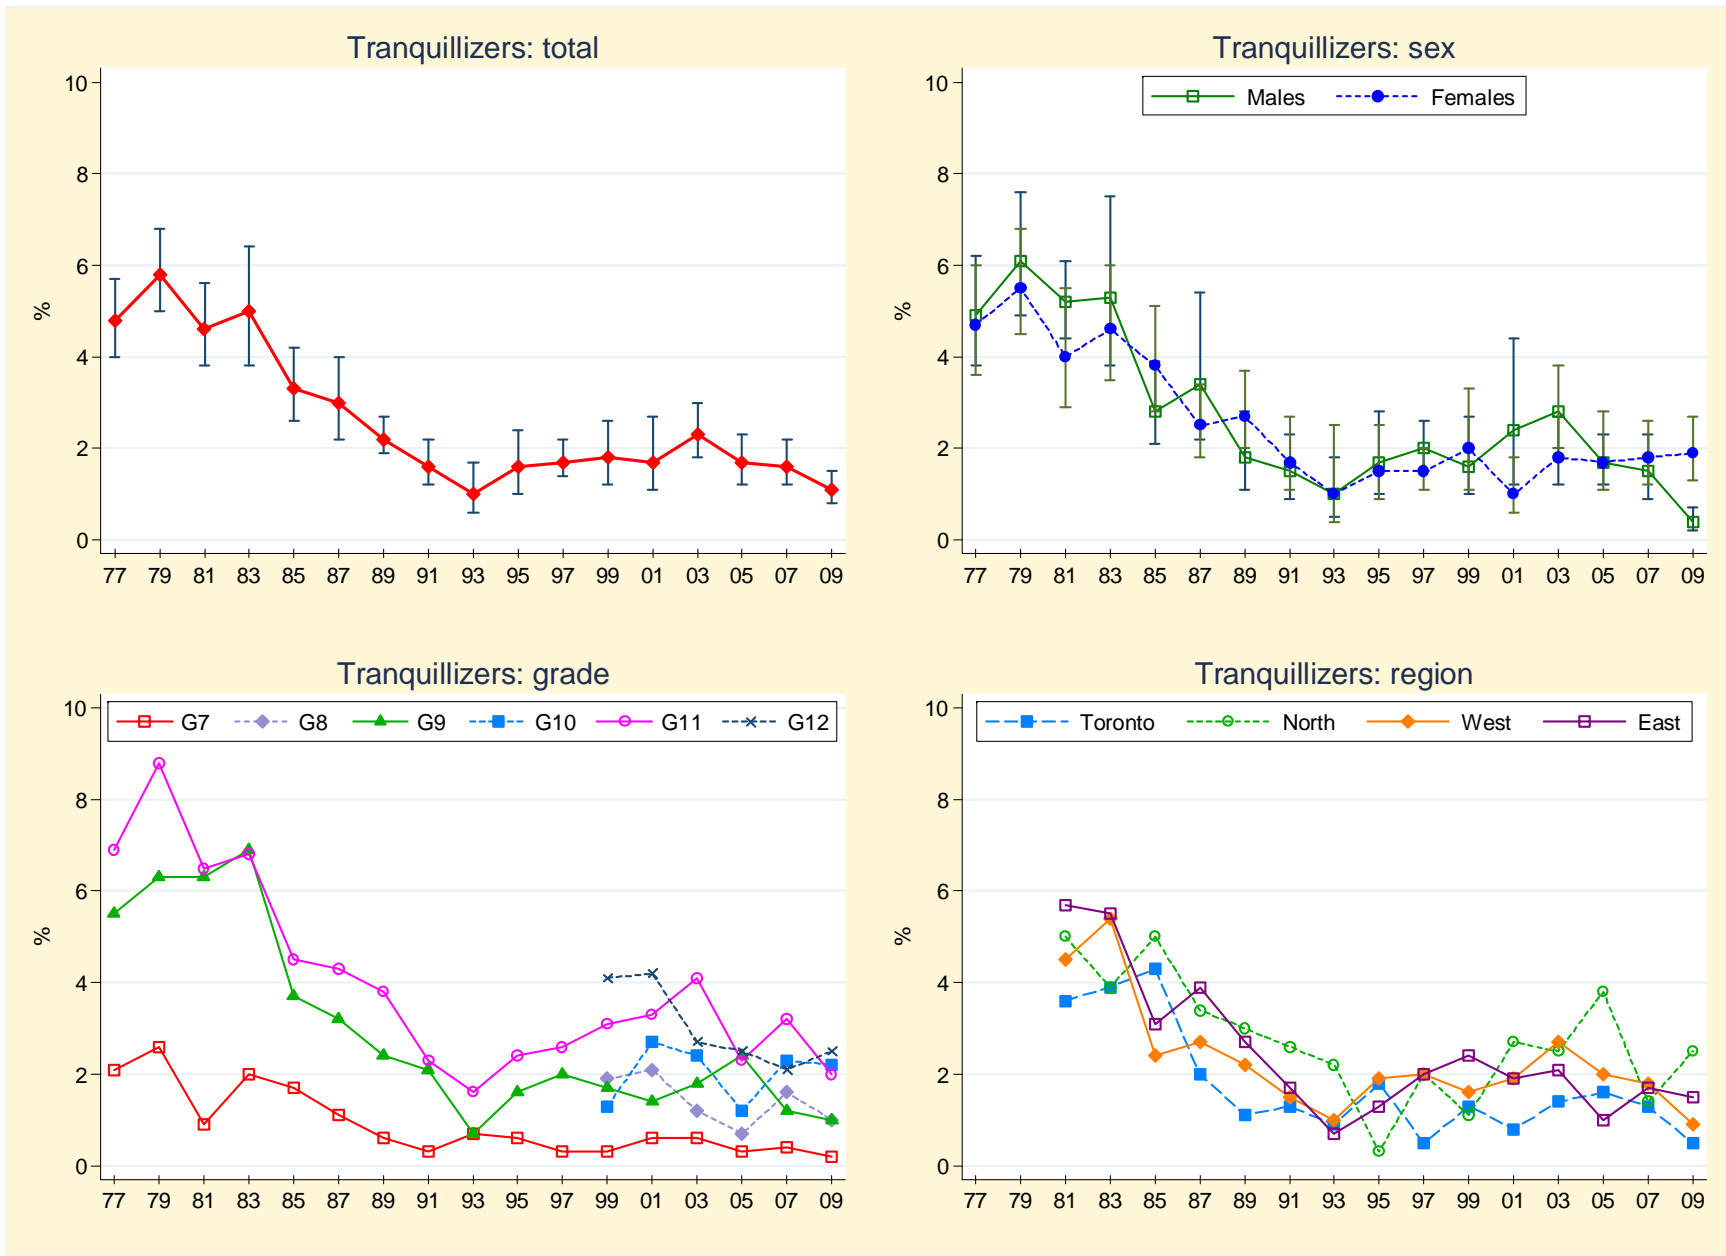 Tranquillizers: total
10
8
6
4
2
0
%
77 79 81 83 85 87 89 91 93 95 97 99 01 03 05 07 09
Tranquillizers: sex
Males Females
10
8
6
4
2
0
%
77 79 81 83 85 87 89 91 93 95 97 99 01 03 05 07 09
Tranquillizers: grade
G7 G8 G9 G10 G11 G12
10
8
6
4
2
0
%
77 79 81 83 85 87 89 91 93 95 97 99 01 03 05 07 09
Tranquillizers: region
Toronto North West East
10
8
6
4
2
0
%
77 79 81 83 85 87 89 91 93 95 97 99 01 03 05 07 09